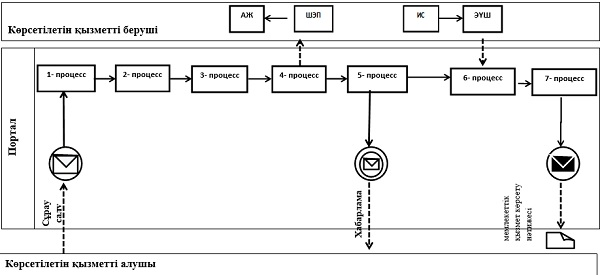 Көрсетілетін қызметті беруші
АЖ
ШЭП
ИС
ЭҮШ
Портал
1- процесс
2- процесс
3- процесс
4- процесс
5- процесс
6- процесс
7- процесс
Сұрау
салу
Хабарлама
мемлекеттік
қызмет көрсету
нәтижесі
Көрсетілетін қызметті алушы